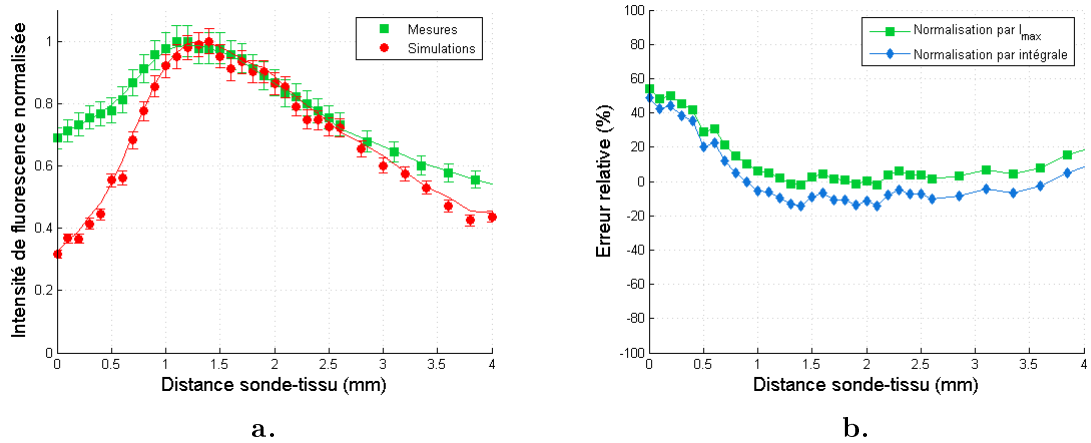 Intensité de fluorescence normalisée
1
0.8
0.6
0.4
0.2
0
0 0.5 1 1.5 2 2.5 3 3.5 4
Distance sonde-tissu (mm)
Mesures
Simulations
a.
Erreur relative (%)
100
80
60
40
20
0
-20
-40
-60
-80
-100
0 0.5 1 1.5 2 2.5 3 3.5 4
Distance sonde-tissu (mm)
Normalisation par Imax
Normalisation par intégrale
b.